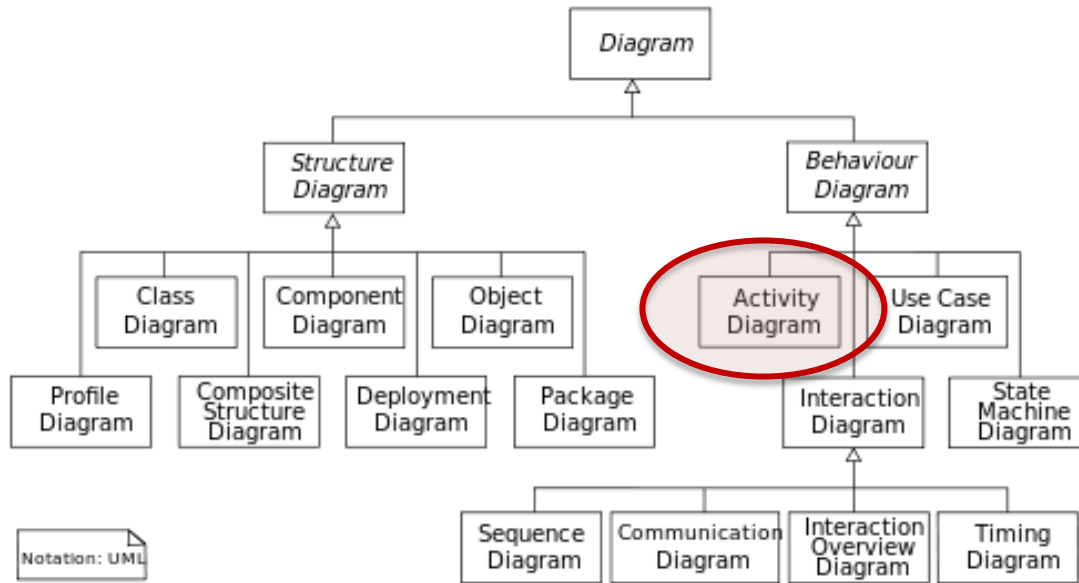 Diagram
Structure
Diagram
Behaviour
Diagram
Class
Diagram
Component
Diagram
Object
Diagram
Activity
Diagram
Use Case
Diagram
Profile
Diagram
Composite
Structure
Diagram
Deployment
Diagram
Package
Diagram
Interaction
Diagram
State
Machine
Diagram
Sequence
Diagram
Communication
Diagram
Interaction
Overview
Diagram
Timing
Diagram
Notation: UML